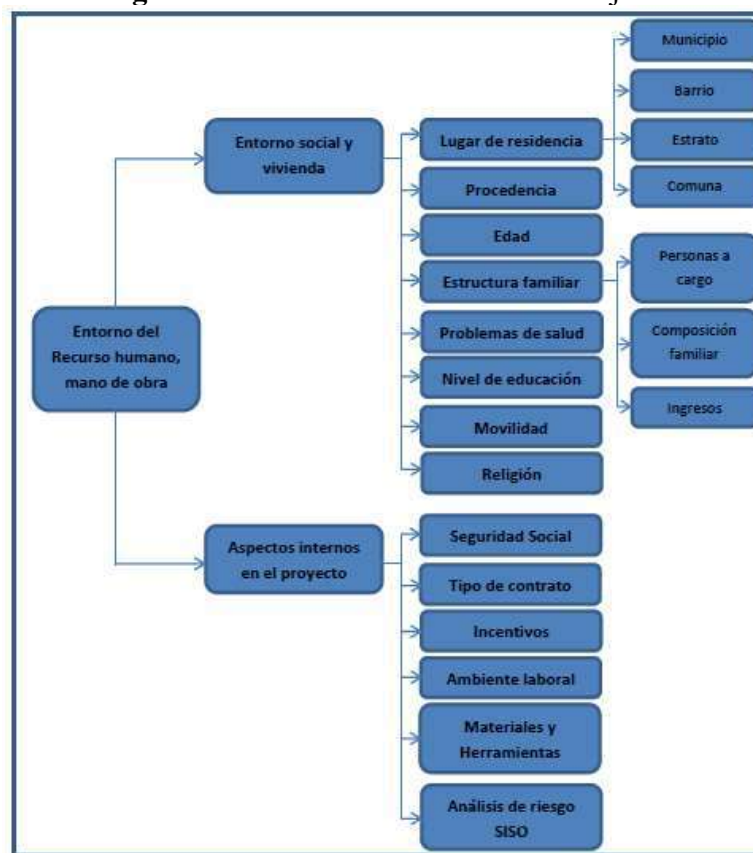 Municipio
Barrio
Estrato
Comuna
Entorno social y
vivienda
Lugar de residencia
Procedencia
Edad
Estructura familiar
Problemas de salud
Nivel de educación
Movilidad
Religión
Personas a
cargo
Composición
familiar
Ingresos
Entorno del
Recurso humano,
mano de obra
Aspectos internos
en el proyecto
Seguridad Social
Tipo de contrato
Incentivos
Ambiente laboral
Materiales y
Herramientas
Análisis de riesgo
SISO